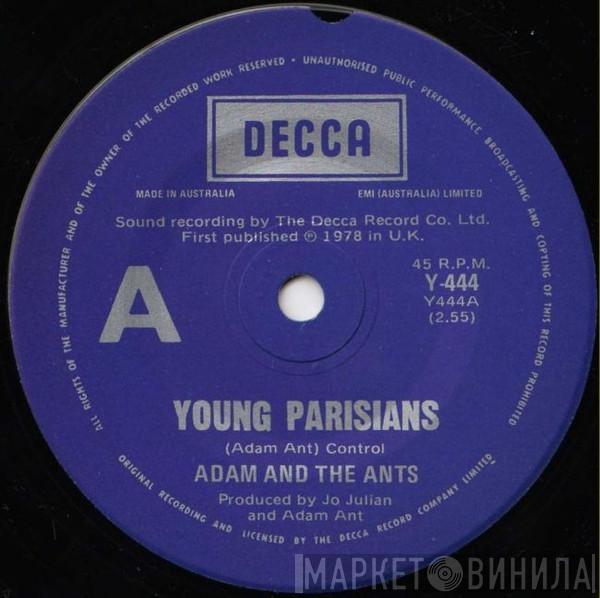 ALL RIGHTS OF THE MANUFACTURER AND OF THE OWNER OF THE RECORDED WORK RESERVED • UNAUTHORISED PUBLIC PERFORMANCE BROADCASTING AND COPYING OF THIS RECORD PROHIBITED
DECCA
MADE IN AUSTRALIA
EMI (AUSTRALIA) LIMITED
Sound recording by The Decca Record Co. Ltd.
First published ℗ 1978 in U.K.
A
45 R.P.M.
Y-444
Y444A
(2.55)
YOUNG PARISIANS
(Adam Ant) Control
ADAM AND THE ANTS
Produced by Jo Julian
and Adam Ant
ORIGINAL RECORDING AND LICENSED BY THE DECCA RECORD COMPANY LIMITED
МАРКЕТ ВИНИЛА